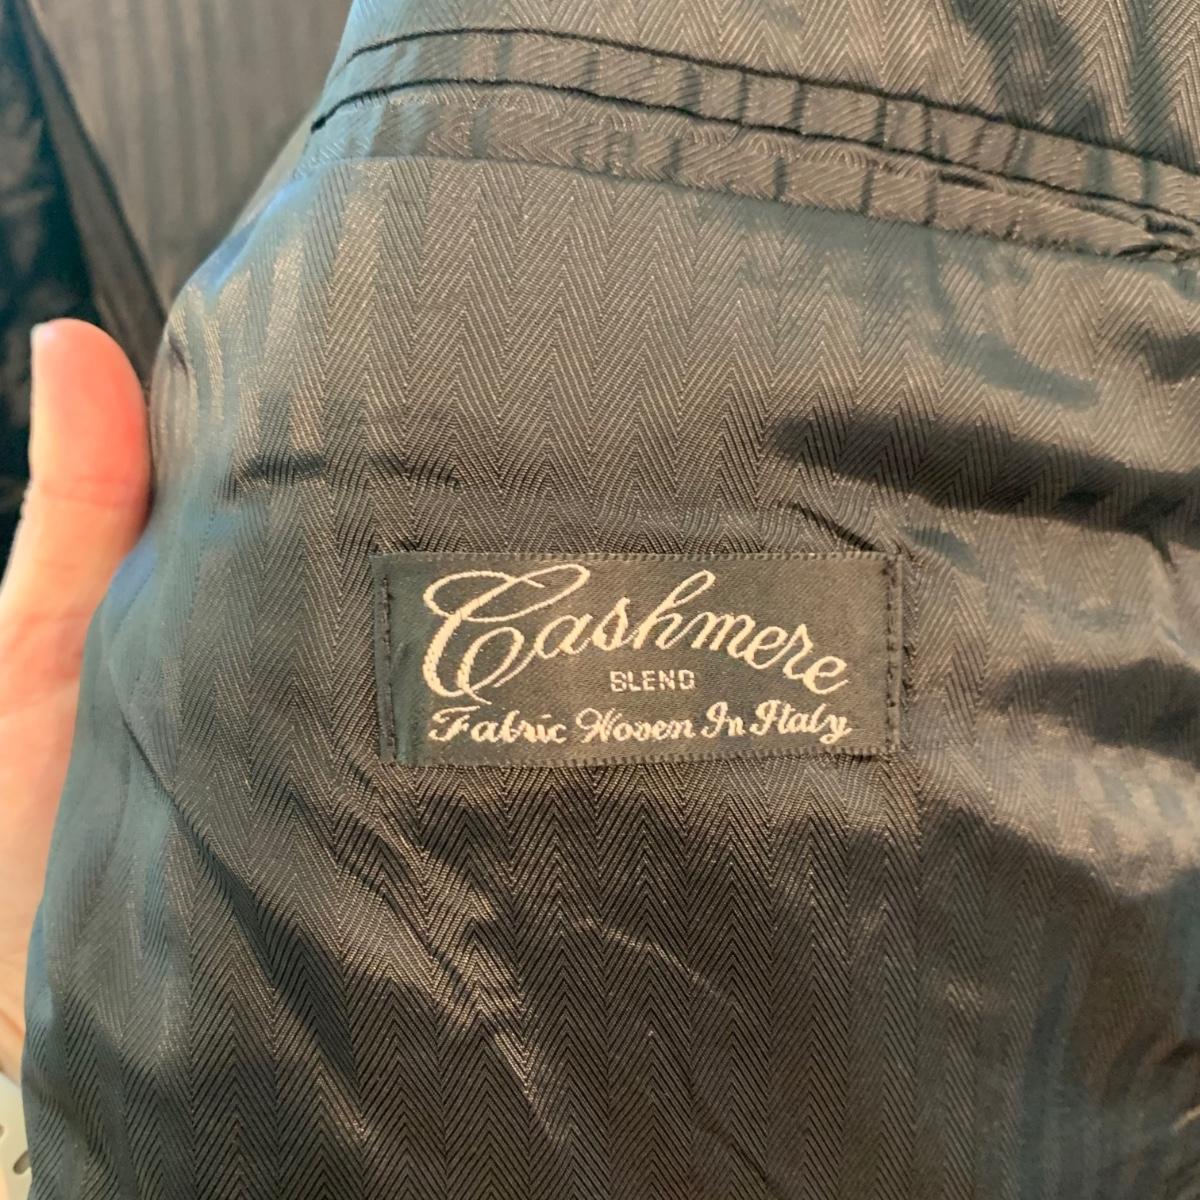 Cashmere
BLEND
Fabric Woven In Italy